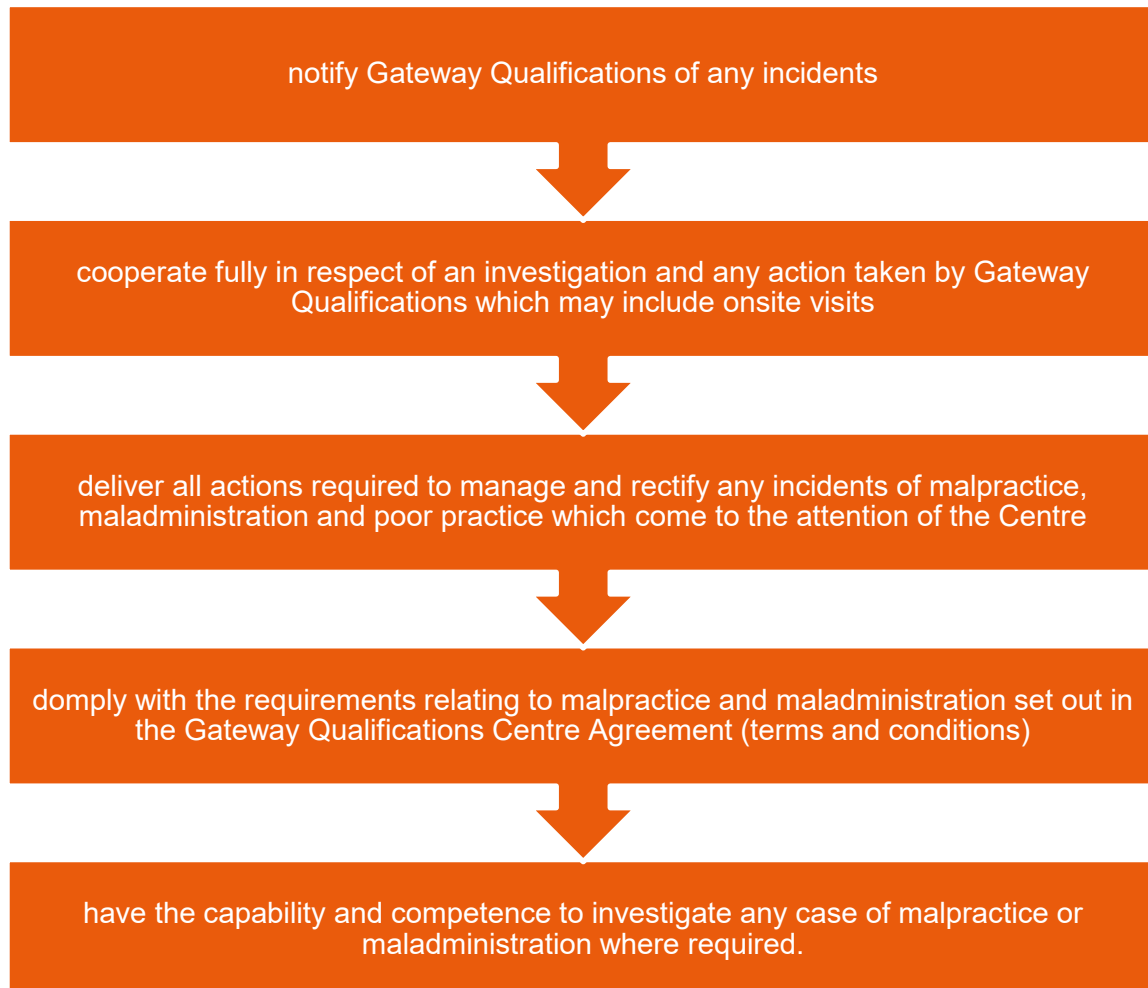 notify Gateway Qualifications of any incidents
cooperate fully in respect of an investigation and any action taken by Gateway
Qualifications which may include onsite visits
deliver all actions required to manage and rectify any incidents of malpractice,
maladministration and poor practice which come to the attention of the Centre
domply with the requirements relating to malpractice and maladministration set out in
the Gateway Qualifications Centre Agreement (terms and conditions)
have the capability and competence to investigate any case of malpractice or
maladministration where required.